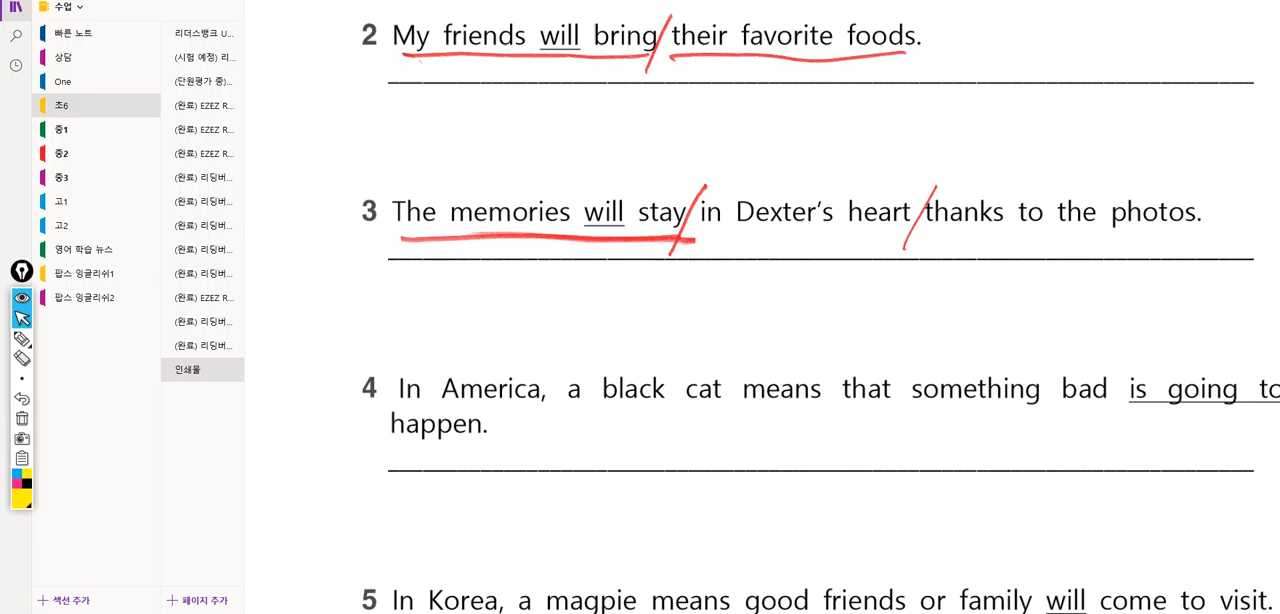 수업
빠른 노트
상담
One
초6
중1
중2
중3
고1
고2
영어 학습 뉴스
팝스 잉글리쉬1
팝스 잉글리쉬2
섹션 추가
리더스뱅크 U...
(시험 예정) 리...
(단원평가 중)...
(완료) EZEZ R...
(완료) EZEZ R...
(완료) EZEZ R...
(완료) 리딩버...
(완료) 리딩버...
(완료) 리딩버...
(완료) 리딩버...
(완료) 리딩버...
(완료) EZEZ R...
(완료) 리딩버...
(완료) 리딩버...
인쇄물
페이지 추가
2 My friends will bring their favorite foods.
3 The memories will stay in Dexter's heart thanks to the photos.
4 In America, a black cat means that something bad is going to
happen.
5 In Korea, a magpie means good friends or family will come to visit.